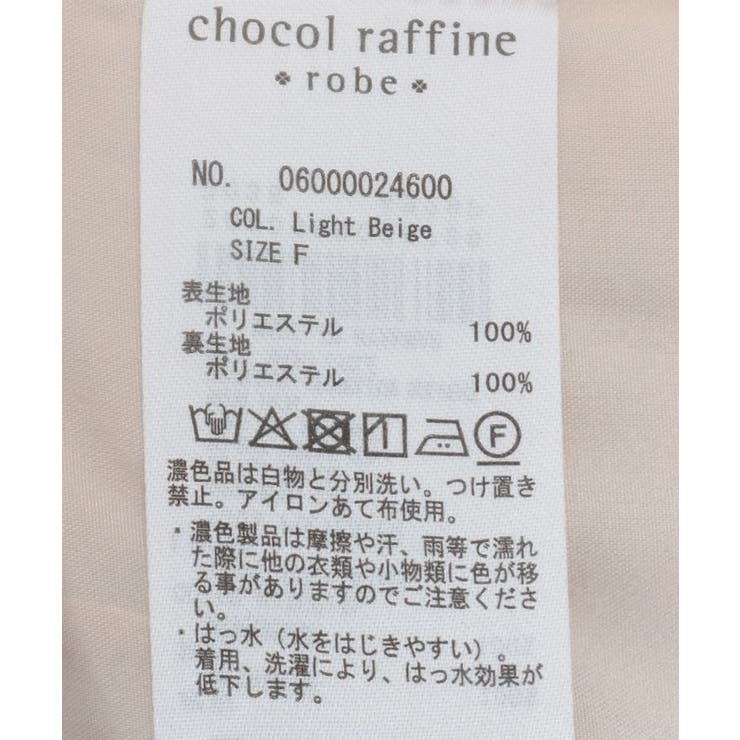 chocol raffine
robe
NO. 06000024600
COL. Light Beige
SIZE F
表生地
ポリエステル 100%
裏生地
ポリエステル 100%
F
濃色品は白物と分別洗い。つけ置き
禁止。アイロンあて布使用。
・濃色製品は摩擦や汗、雨等で濡れ
た際に他の衣類や小物類に色が移
る事がありますのでご注意くださ
い。
・はっ水（水をはじきやすい）。
着用、洗濯により、はっ水効果が
低下します。